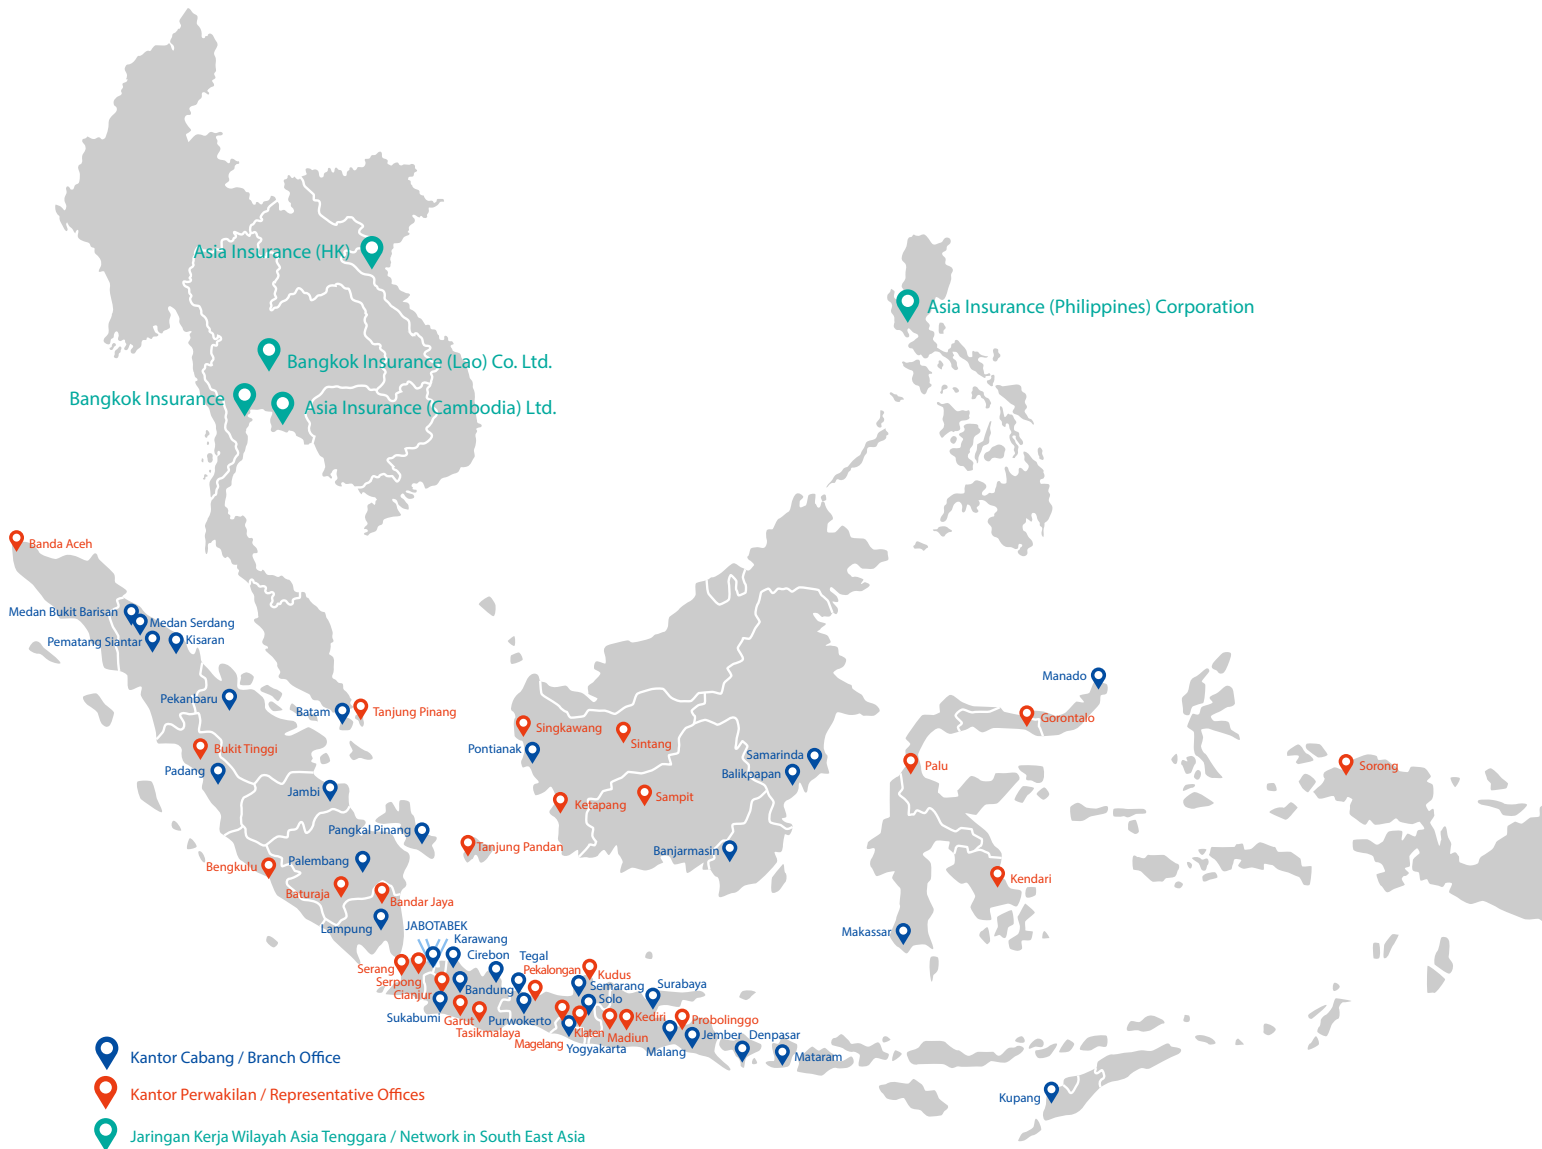 Asia Insurance (HK)
Asia Insurance (Philippines) Corporation
Bangkok Insurance (Lao) Co. Ltd.
Bangkok Insurance
Asia Insurance (Cambodia) Ltd.
Banda Aceh
Medan Bukit Barisan
Medan Serdang
Pematang Siantar
Kisaran
Pekanbaru
Batam
Tanjung Pinang
Bukit Tinggi
Padang
Jambi
Pangkal Pinang
Tanjung Pandan
Bengkulu
Palembang
Baturaja
Bandar Jaya
Lampung
Singkawang
Sintang
Pontianak
Samarinda
Balikpapan
Ketapang
Sampit
Banjarmasin
Manado
Gorontalo
Palu
Sorong
Kendari
Makassar
JABOTABEK
Karawang
Cirebon
Tegal
Serang
Serpong
Cianjur
Bandung
Pekalongan
Kudus
Semarang
Surabaya
Solo
Sukabumi
Garut
Tasikmalaya
Purwokerto
Magelang
Klaten
Yogyakarta
Madiun
Kediri
Probolinggo
Malang
Jember
Denpasar
Mataram
Kupang
Kantor Cabang / Branch Office
Kantor Perwakilan / Representative Offices
Jaringan Kerja Wilayah Asia Tenggara / Network in South East Asia